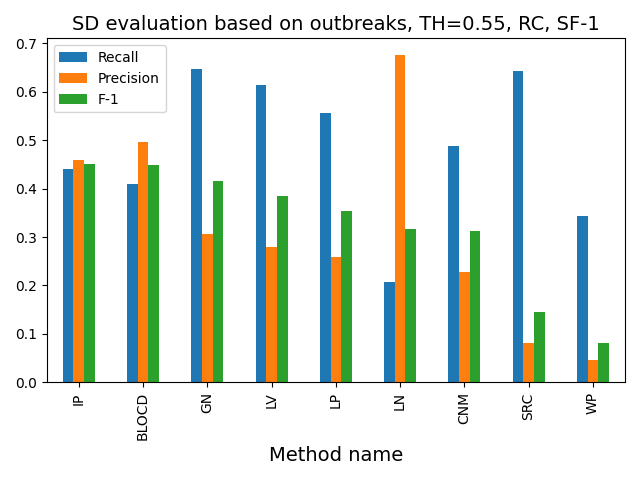 SD evaluation based on outbreaks, TH=0.55, RC, SF-1
Recall
Precision
F-1
0.7
0.6
0.5
0.4
0.3
0.2
0.1
0.0
IP
BLOCD
GN
LV
LP
LN
CNM
SRC
WP
Method name